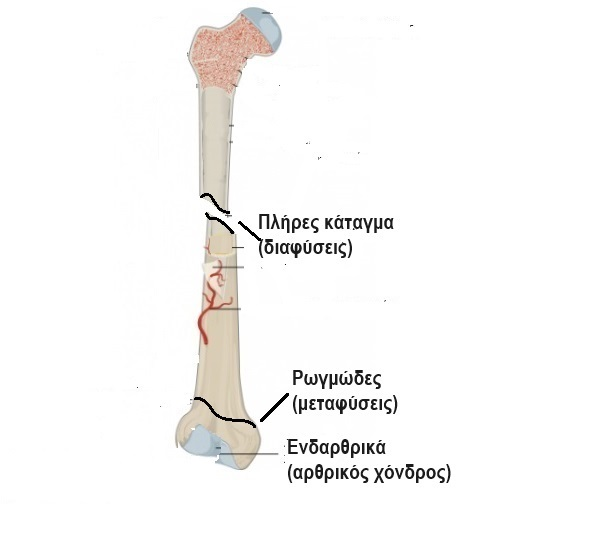 Πλήρες κάταγμα
(διαφύσεις)
Ρωγμώδες
(μεταφύσεις)
Ενδαρθρικά
(αρθρικός χόνδρος)